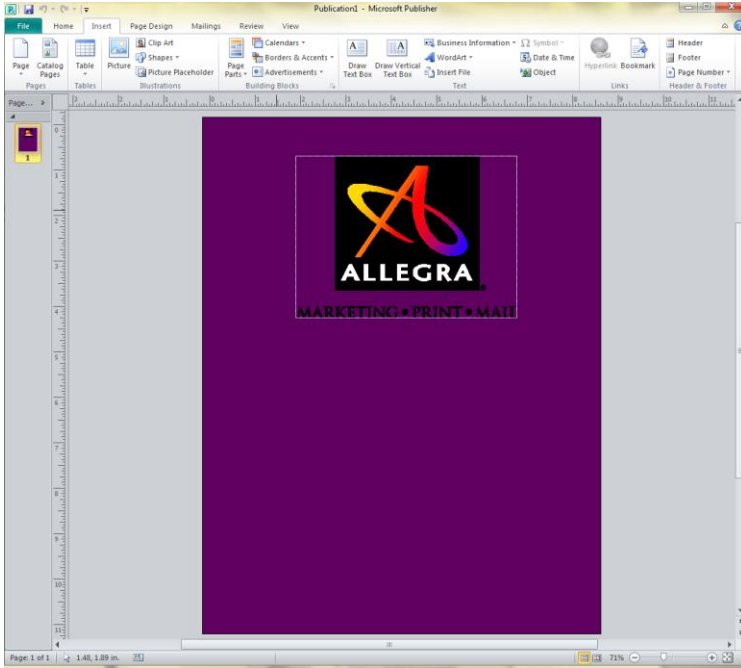 Publication1 - Microsoft Publisher
File Home Insert Page Design Mailings Review View
Page
Catalog Pages
Pages
Table
Tables
Picture
Clip Art
Shapes
Picture Placeholder
Illustrations
Page Parts
Calendars
Borders & Accents
Advertisements
Building Blocks
Draw Text Box
Draw Vertical Text Box
Business Information
WordArt
Insert File
Symbol
Date & Time
Object
Text
Hyperlink
Bookmark
Links
Header
Footer
Page Number
Header & Footer
Page...
1
ALLEGRA
MARKETING • PRINT • MAIL
Page: 1 of 1
1.48, 1.89 in.
71%